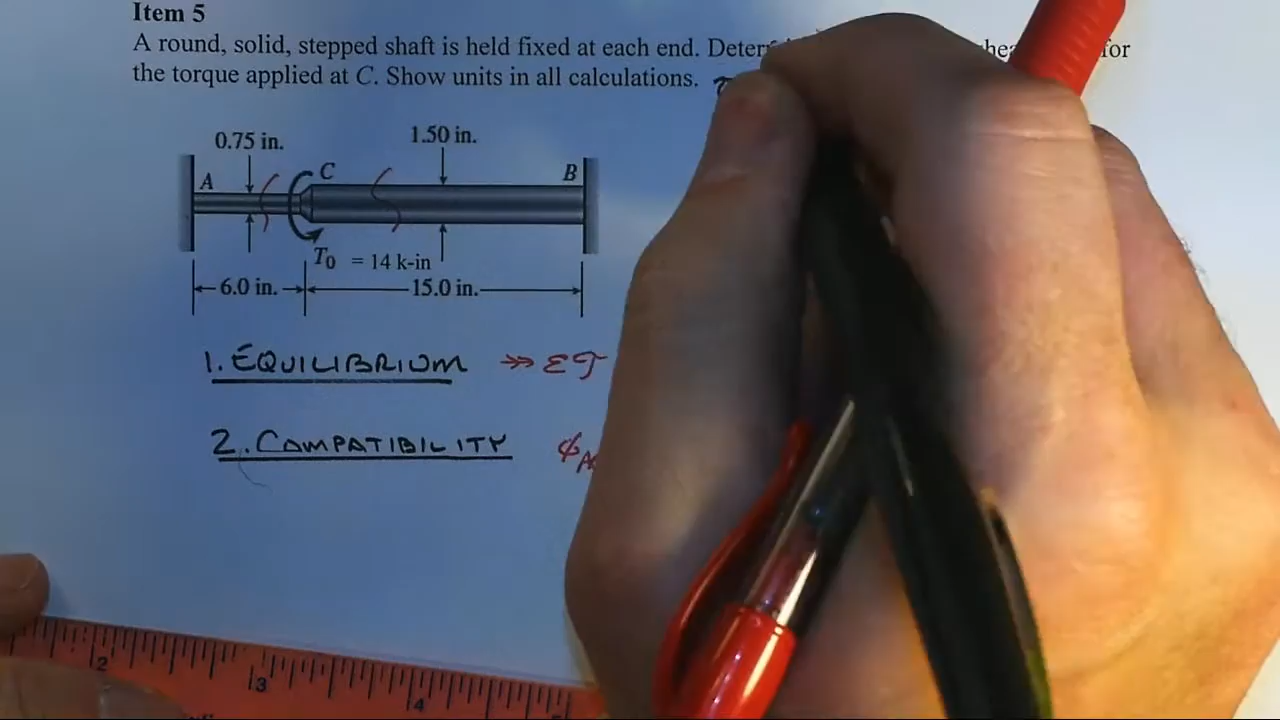 Item 5
A round, solid, stepped shaft is held fixed at each end. for
the torque applied at C. Show units in all calculations.
0.75 in.
1.50 in.
A
C
B
T0 = 14 k-in
6.0 in.
15.0 in.
1. EQUILIBRIUM
2. COMPATIBILITY
2
3
4